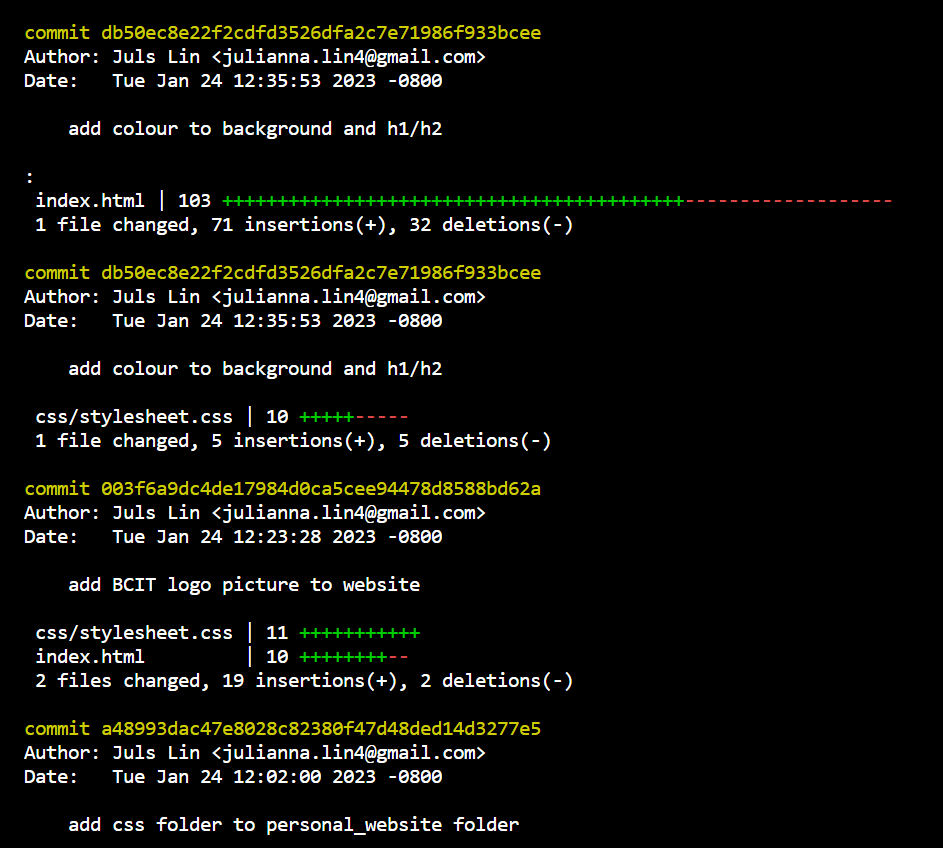 commit db50ec8e22f2cdfd3526dfa2c7e71986f933bcee
Author: Juls Lin <julianna.lin4@gmail.com>
Date:   Tue Jan 24 12:35:53 2023 -0800
    add colour to background and h1/h2
:
 index.html | 103 ++++++++++++++++++++++++++++++++++++++++++-------------------
 1 file changed, 71 insertions(+), 32 deletions(-)
commit db50ec8e22f2cdfd3526dfa2c7e71986f933bcee
Author: Juls Lin <julianna.lin4@gmail.com>
Date:   Tue Jan 24 12:35:53 2023 -0800
    add colour to background and h1/h2
 css/stylesheet.css | 10 +++++-----
 1 file changed, 5 insertions(+), 5 deletions(-)
commit 003f6a9dc4de17984d0ca5cee94478d8588bd62a
Author: Juls Lin <julianna.lin4@gmail.com>
Date:   Tue Jan 24 12:23:28 2023 -0800
    add BCIT logo picture to website
 css/stylesheet.css | 11 +++++++++++
 index.html         | 10 ++++++++--
 2 files changed, 19 insertions(+), 2 deletions(-)
commit a48993dac47e8028c82380f47d48ded14d3277e5
Author: Juls Lin <julianna.lin4@gmail.com>
Date:   Tue Jan 24 12:02:00 2023 -0800
    add css folder to personal_website folder